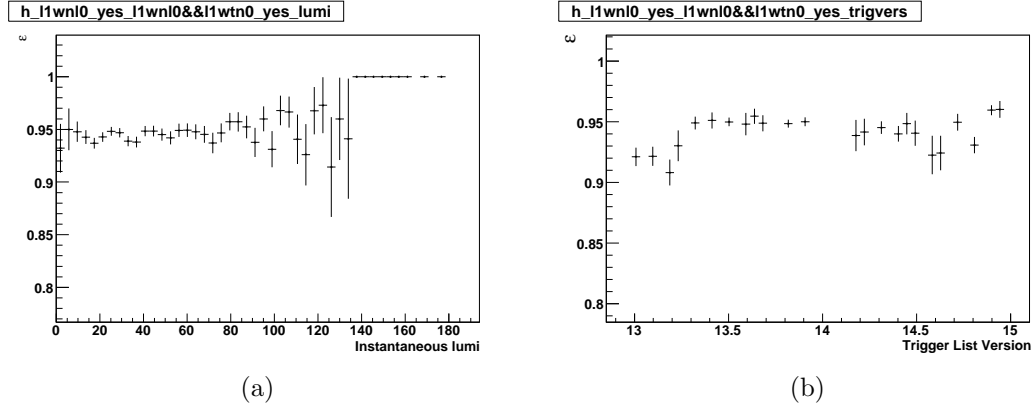 h_l1wnl0_yes_l1wnl0&&l1wtn0_yes_lumi
ε
1
0.95
0.9
0.85
0.8
0 20 40 60 80 100 120 140 160 180
Instantaneous lumi
(a)
h_l1wnl0_yes_l1wnl0&&l1wtn0_yes_trigvers
ε
1
0.95
0.9
0.85
0.8
13 13.5 14 14.5 15
Trigger List Version
(b)